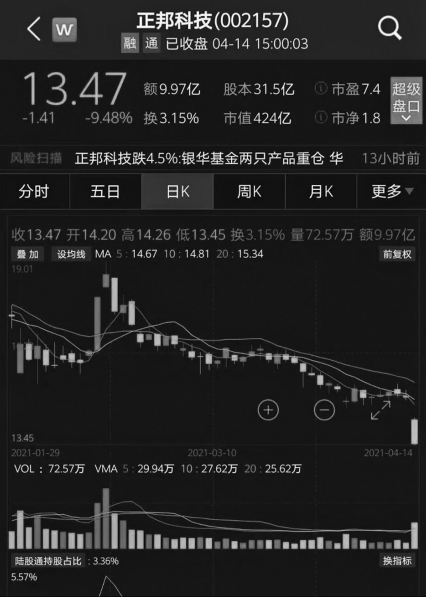 正邦科技(002157)
W
融 通 已收盘 04-14 15:00:03
13.47
-1.41 -9.48%
额9.97亿 股本31.5亿 市盈7.4
换3.15% 市值424亿 市净1.8
超级
盘口
风险扫描 正邦科技跌4.5%:银华基金两只产品重仓 华 13小时前
分时 五日 日K 周K 月K 更多
收13.47 开14.20 高14.26 低13.45 换3.15% 量72.57万 额9.97亿
叠加 设均线 MA 5:14.67 10:14.81 20:15.34 前复权
19.01
13.45
2021-01-29 2021-03-10 2021-04-14
VOL: 72.57万 VMA 5:29.94万 10:27.62万 20:25.62万
陆股通持股占比:3.36% 换指标
5.57%